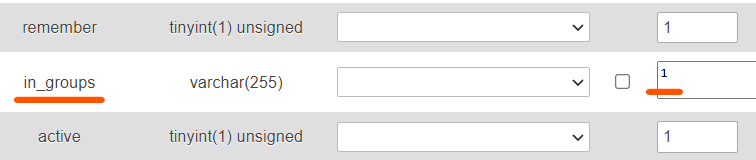 remember tinyint(1) unsigned 1
in_groups varchar(255) 1
active tinyint(1) unsigned 1